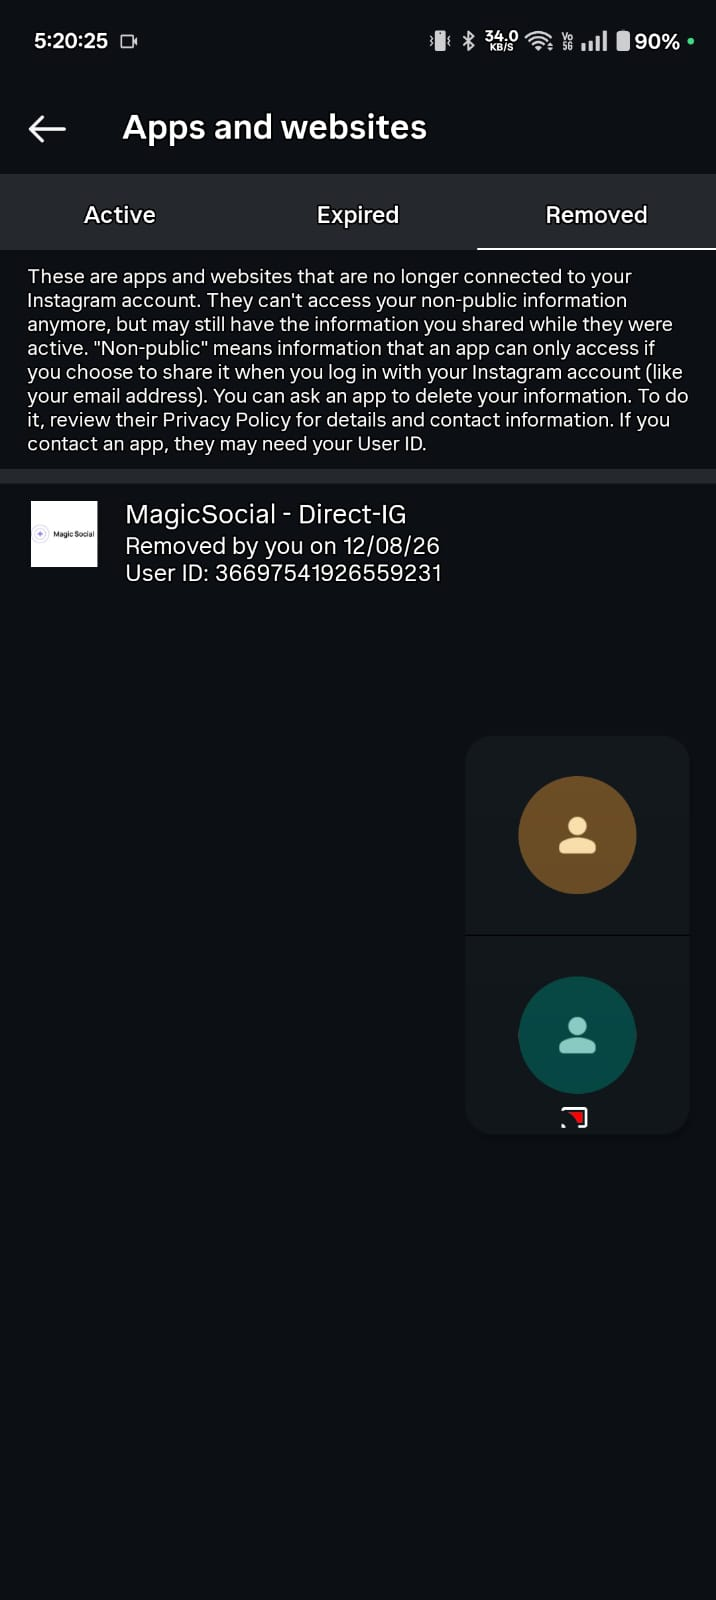 5:20:25
34.0
KB/S
Vo
5G
90%
Apps and websites
Active
Expired
Removed
These are apps and websites that are no longer connected to your
Instagram account. They can't access your non-public information
anymore, but may still have the information you shared while they were
active. "Non-public" means information that an app can only access if
you choose to share it when you log in with your Instagram account (like
your email address). You can ask an app to delete your information. To do
it, review their Privacy Policy for details and contact information. If you
contact an app, they may need your User ID.
Magic Social
MagicSocial - Direct-IG
Removed by you on 12/08/26
User ID: 36697541926559231